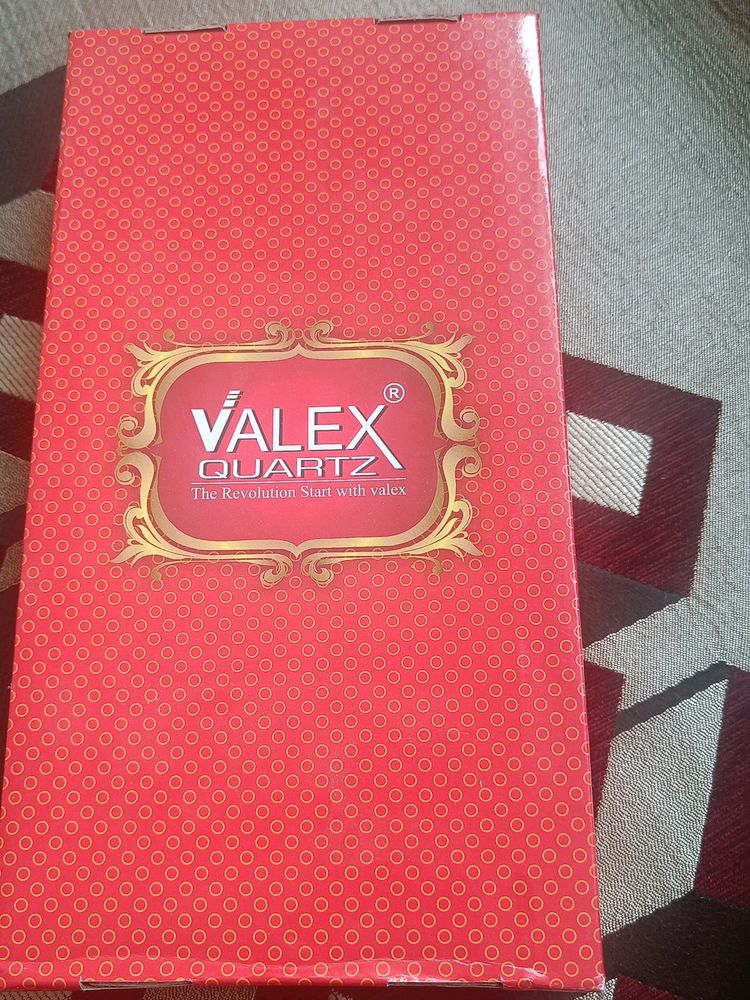 VALEX®
QUARTZ
The Revolution Start with valex